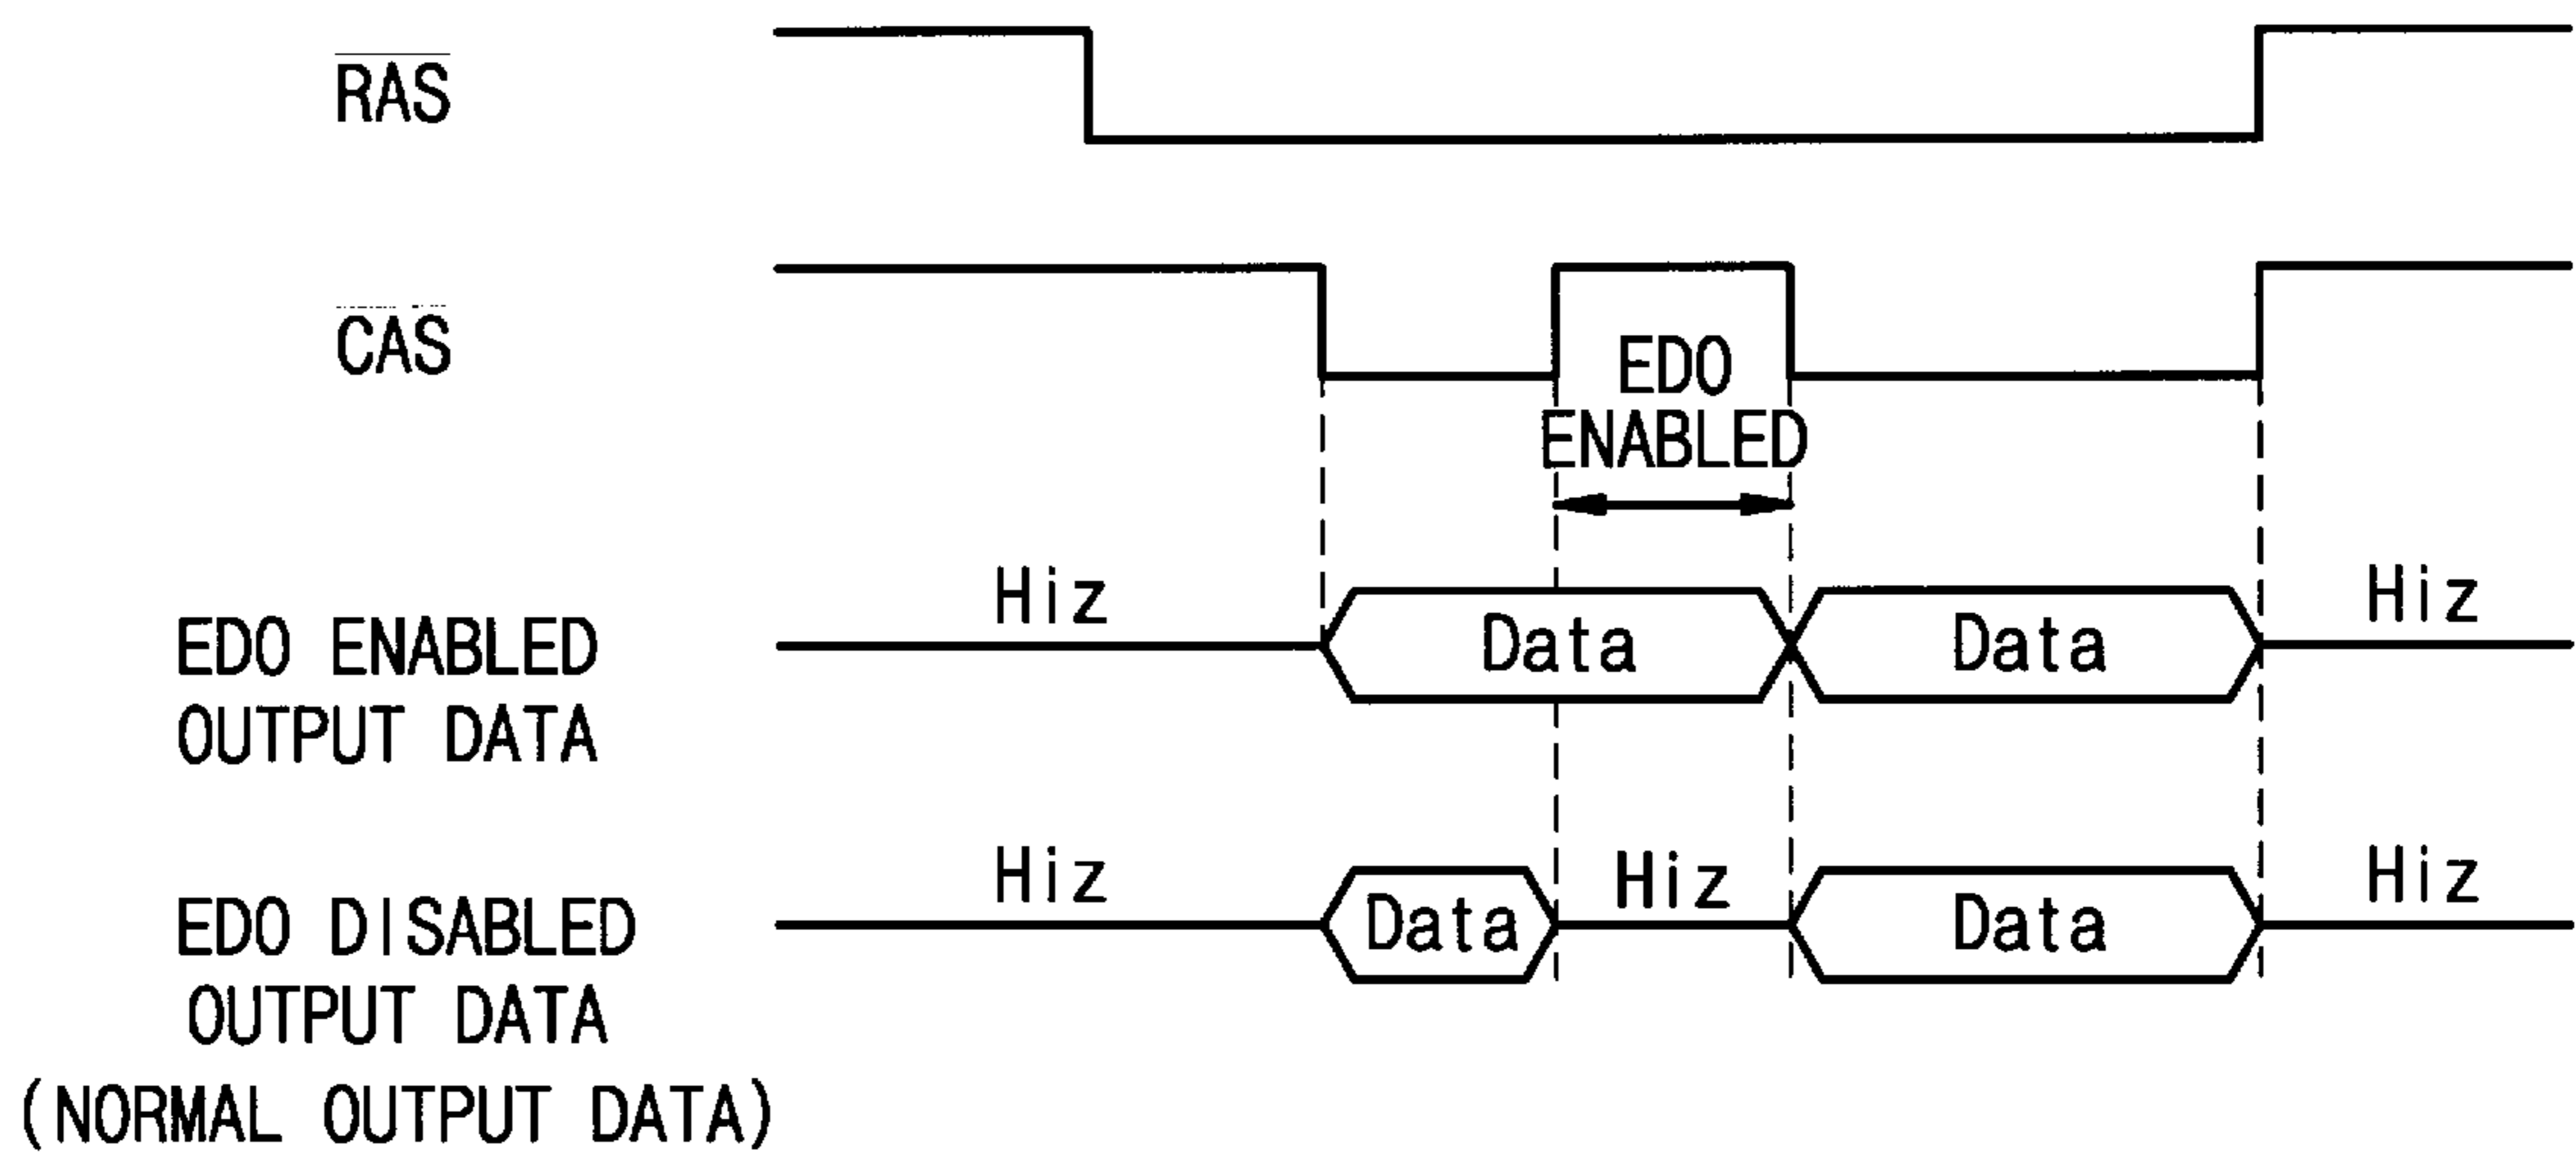 RAS
CAS
EDO
ENABLED
Hiz
Hiz
EDO ENABLED
OUTPUT DATA
Data
Data
Hiz
Hiz
Hiz
EDO DISABLED
OUTPUT DATA
(NORMAL OUTPUT DATA)
Data
Data